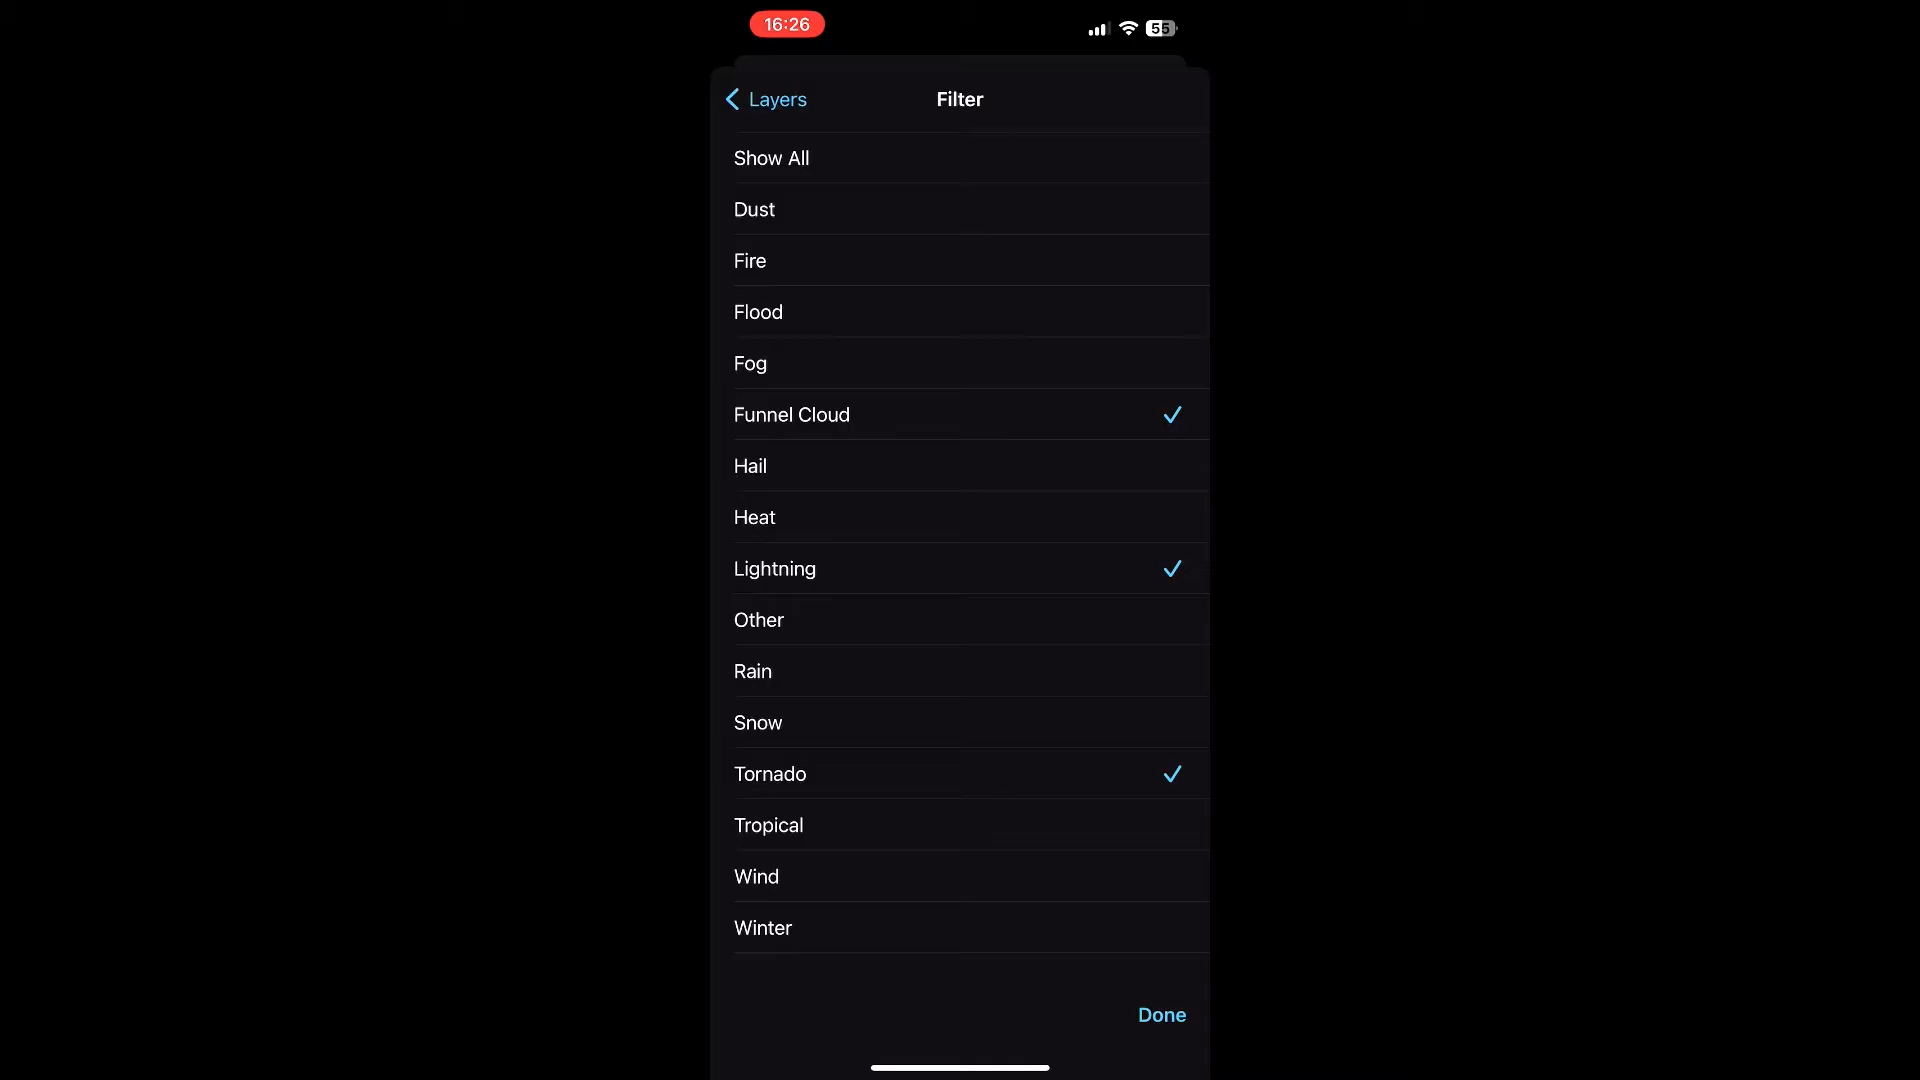 16:26
55
Layers
Filter
Show All
Dust
Fire
Flood
Fog
Funnel Cloud
Hail
Heat
Lightning
Other
Rain
Snow
Tornado
Tropical
Wind
Winter
Done